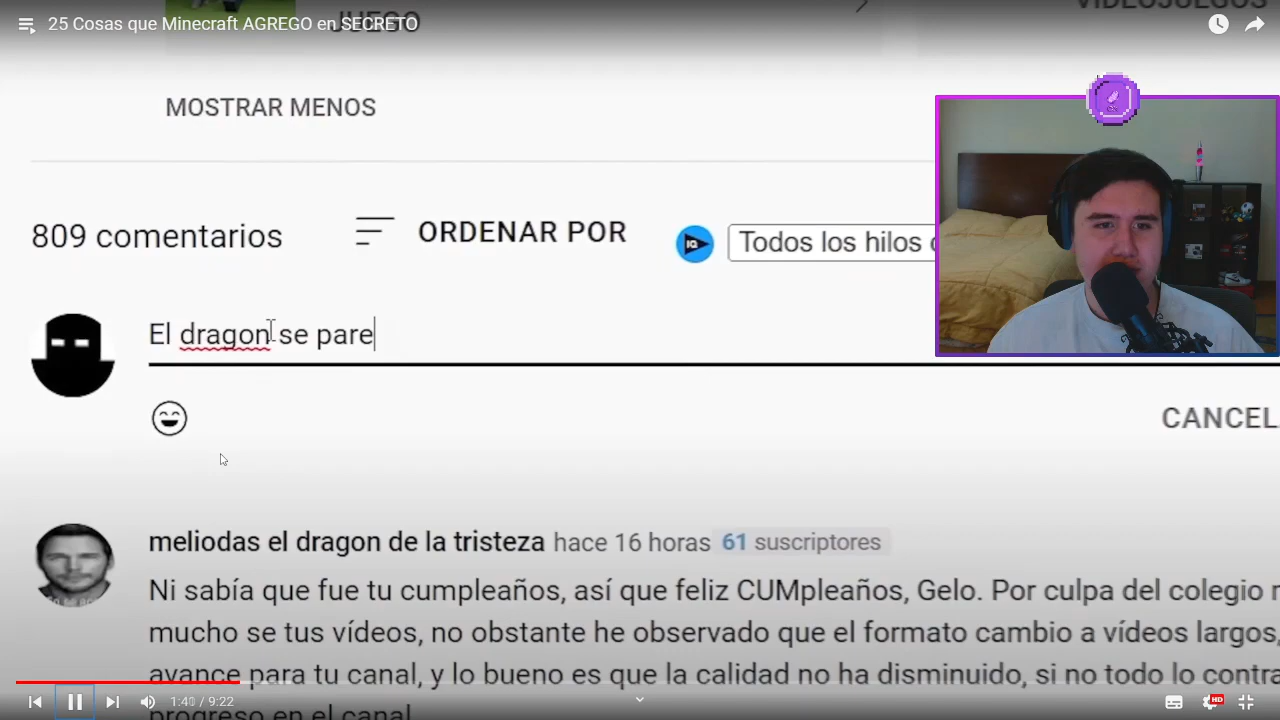 25 Cosas que Minecraft AGREGO en SECRETO
JUEGO
VIDEOJUEGOS
MOSTRAR MENOS
809 comentarios
ORDENAR POR
IQ
Todos los hilos
El dragon se pare
CANCEL
meliodas el dragon de la tristeza hace 16 horas 61 suscriptores
Ni sabía que fue tu cumpleaños, así que feliz CUMpleaños, Gelo. Por culpa del colegio
mucho se tus vídeos, no obstante he observado que el formato cambio a vídeos largos,
avance para tu canal, y lo bueno es que la calidad no ha disminuido, si no todo lo contra
progreso en el canal.
1:40 / 9:22
HD